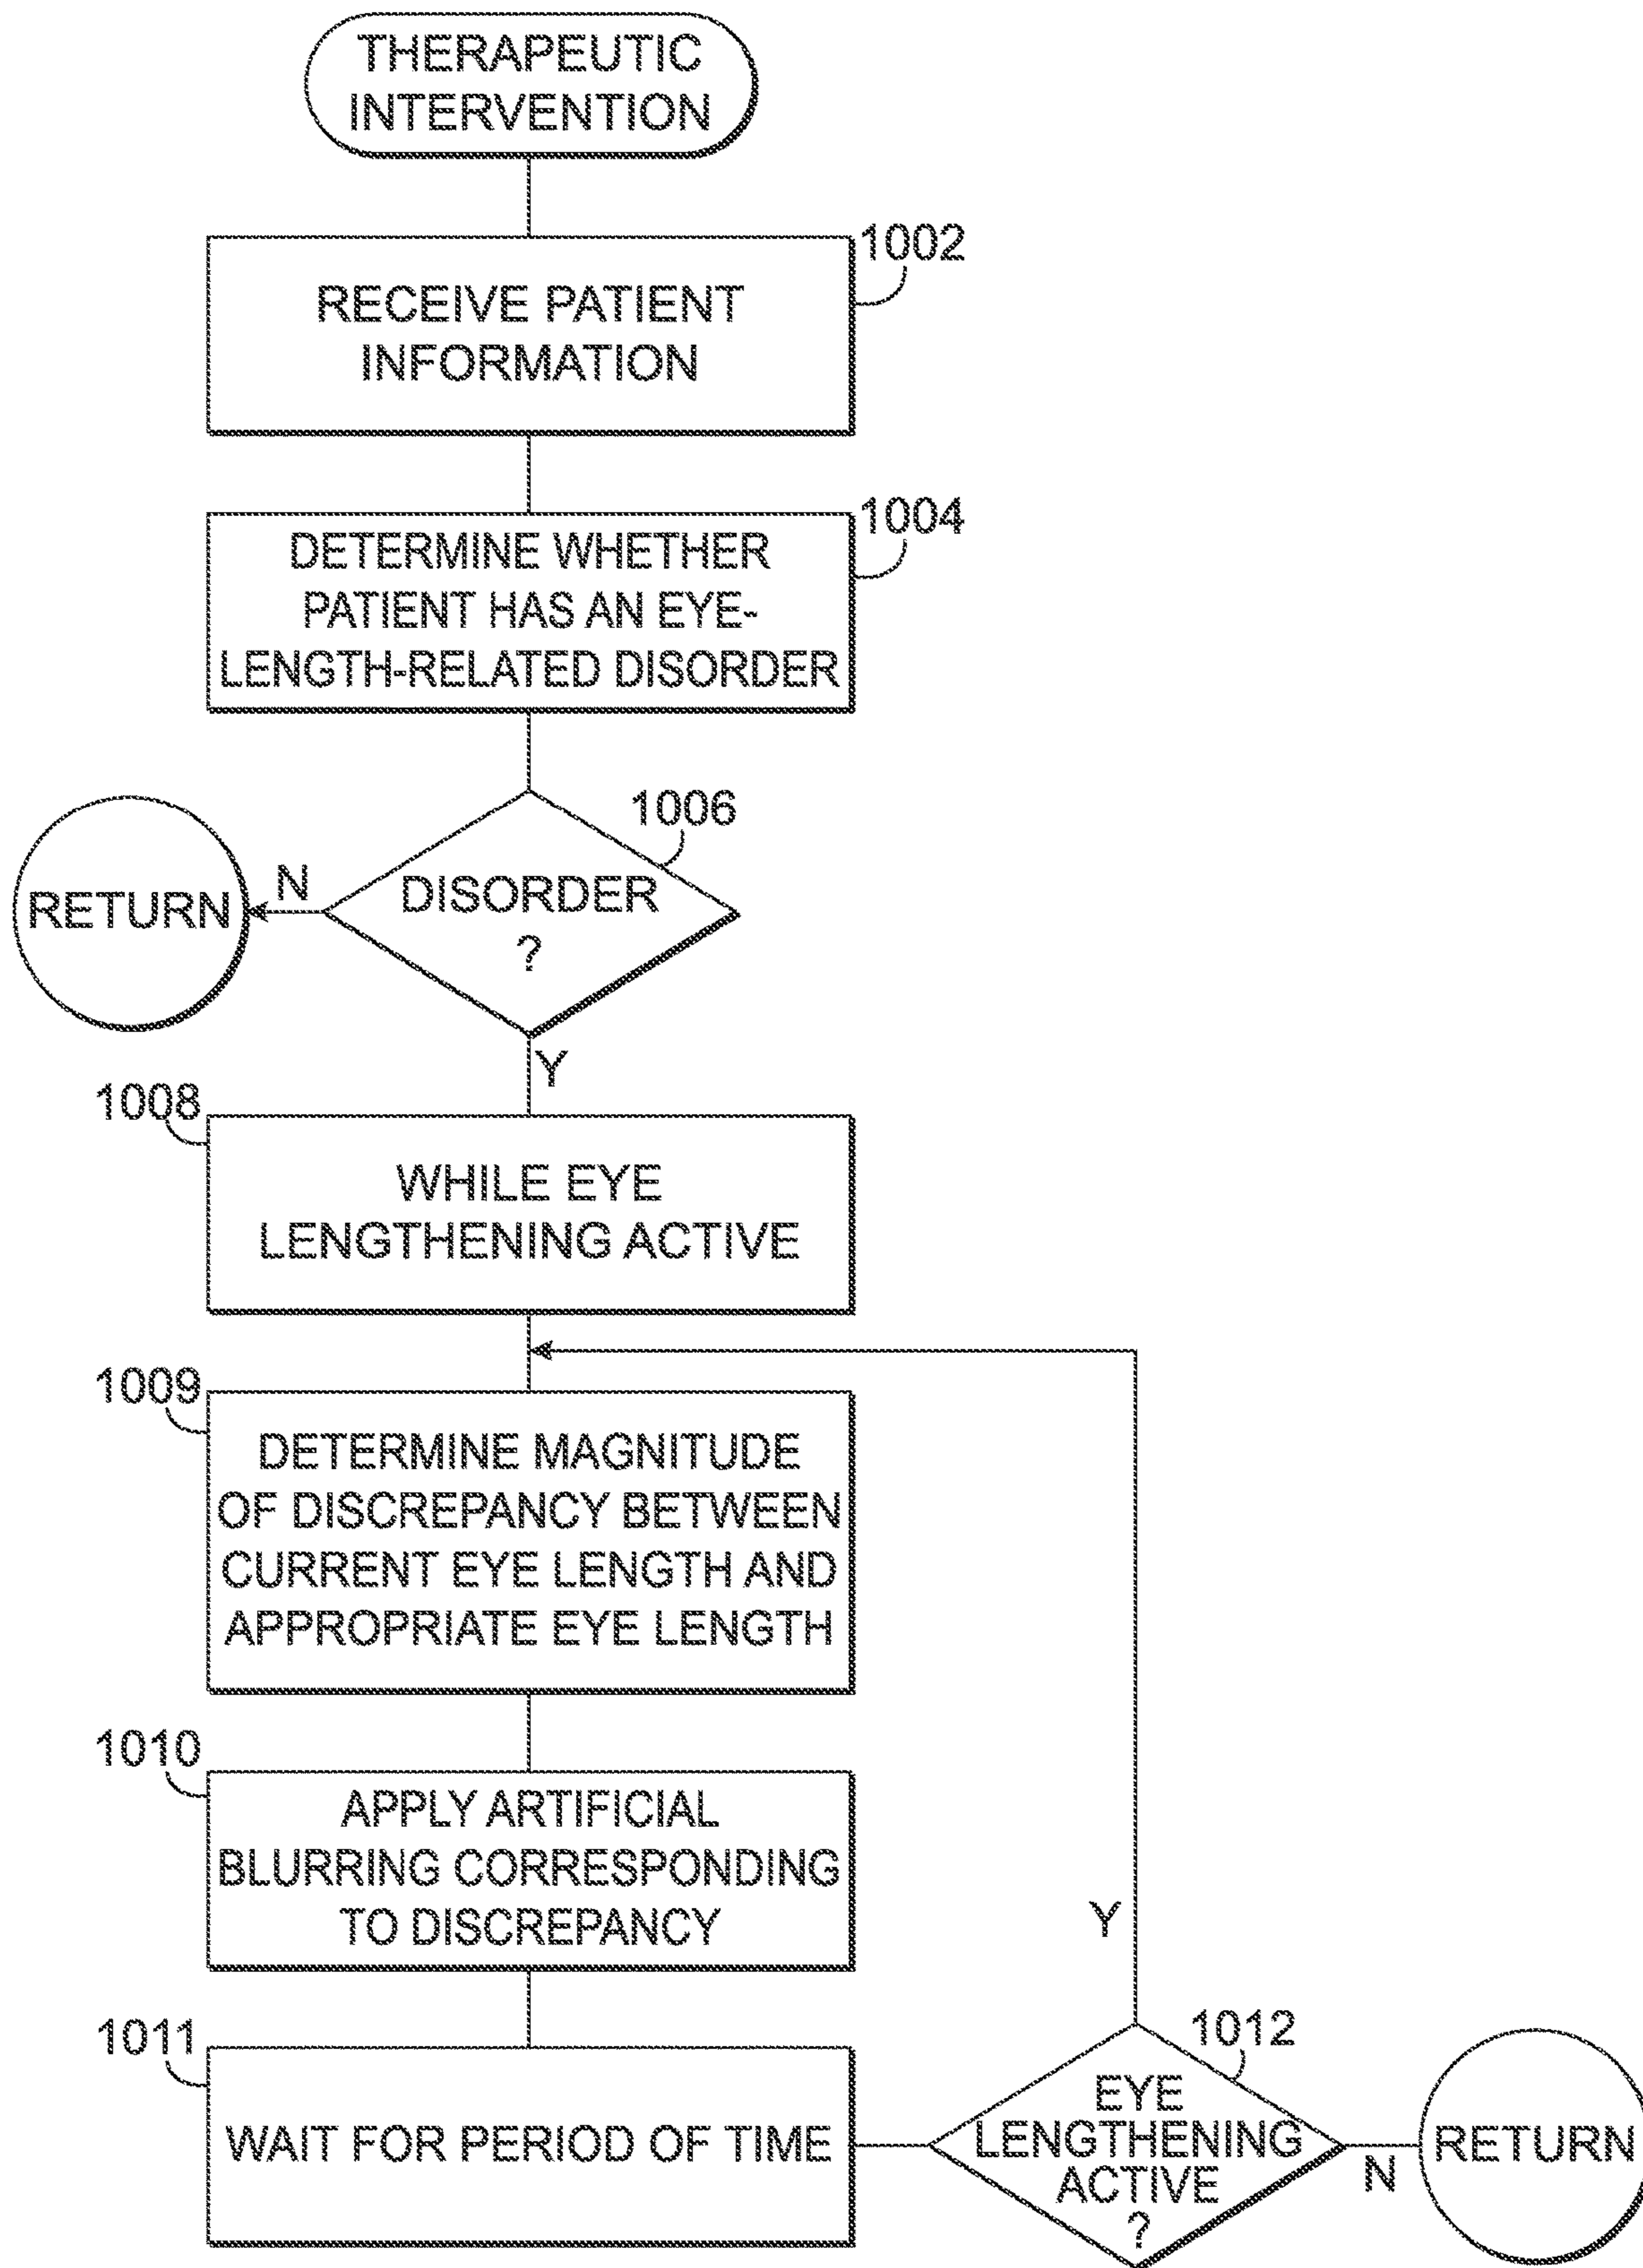 THERAPEUTIC
INTERVENTION
1002
RECEIVE PATIENT
INFORMATION
1004
DETERMINE WHETHER
PATIENT HAS AN EYE-
LENGTH-RELATED DISORDER
1006
DISORDER
?
N
RETURN
Y
1008
WHILE EYE
LENGTHENING ACTIVE
1009
DETERMINE MAGNITUDE
OF DISCREPANCY BETWEEN
CURRENT EYE LENGTH AND
APPROPRIATE EYE LENGTH
1010
APPLY ARTIFICIAL
BLURRING CORRESPONDING
TO DISCREPANCY
1011
WAIT FOR PERIOD OF TIME
1012
EYE
LENGTHENING
ACTIVE
?
Y
N
RETURN